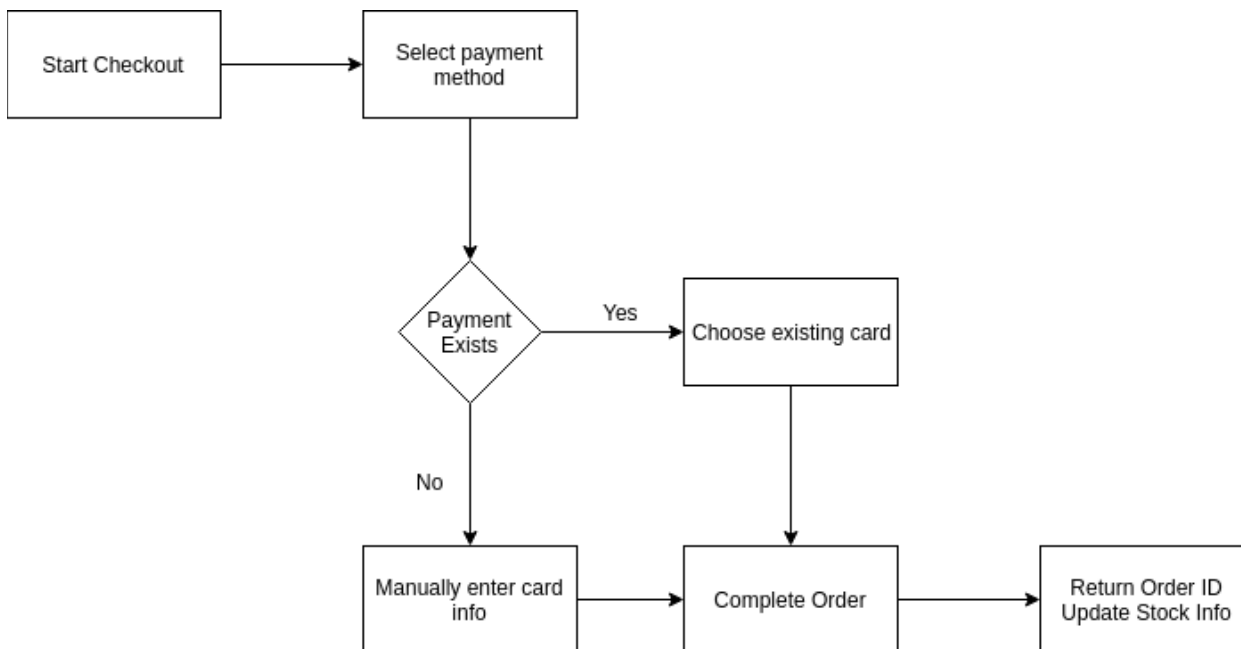 Start Checkout
Select payment
method
Payment
Exists
Yes
Choose existing card
No
Manually enter card
info
Complete Order
Return Order ID
Update Stock Info